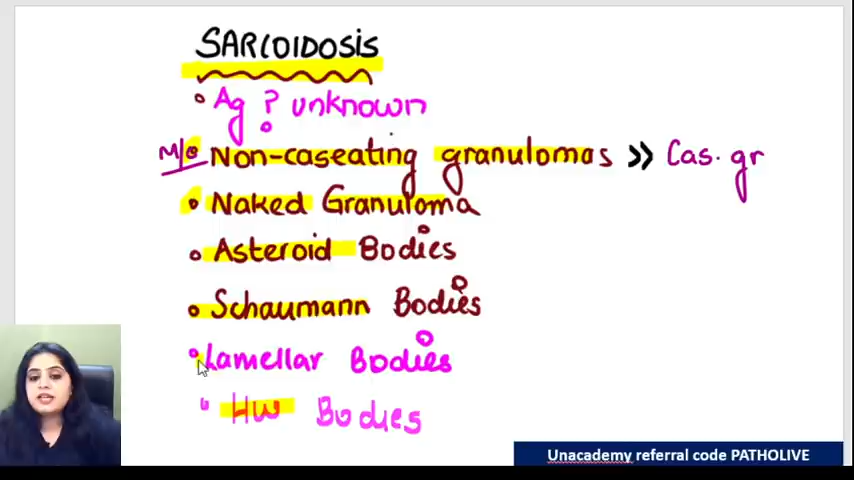 SARCOIDOSIS
Ag ? unknown
M/E Non-caseating granulomas >> Cas. gr
Naked Granuloma
Asteroid Bodies
Schaumann Bodies
Lamellar Bodies
HW Bodies
Unacademy referral code PATHOLIVE